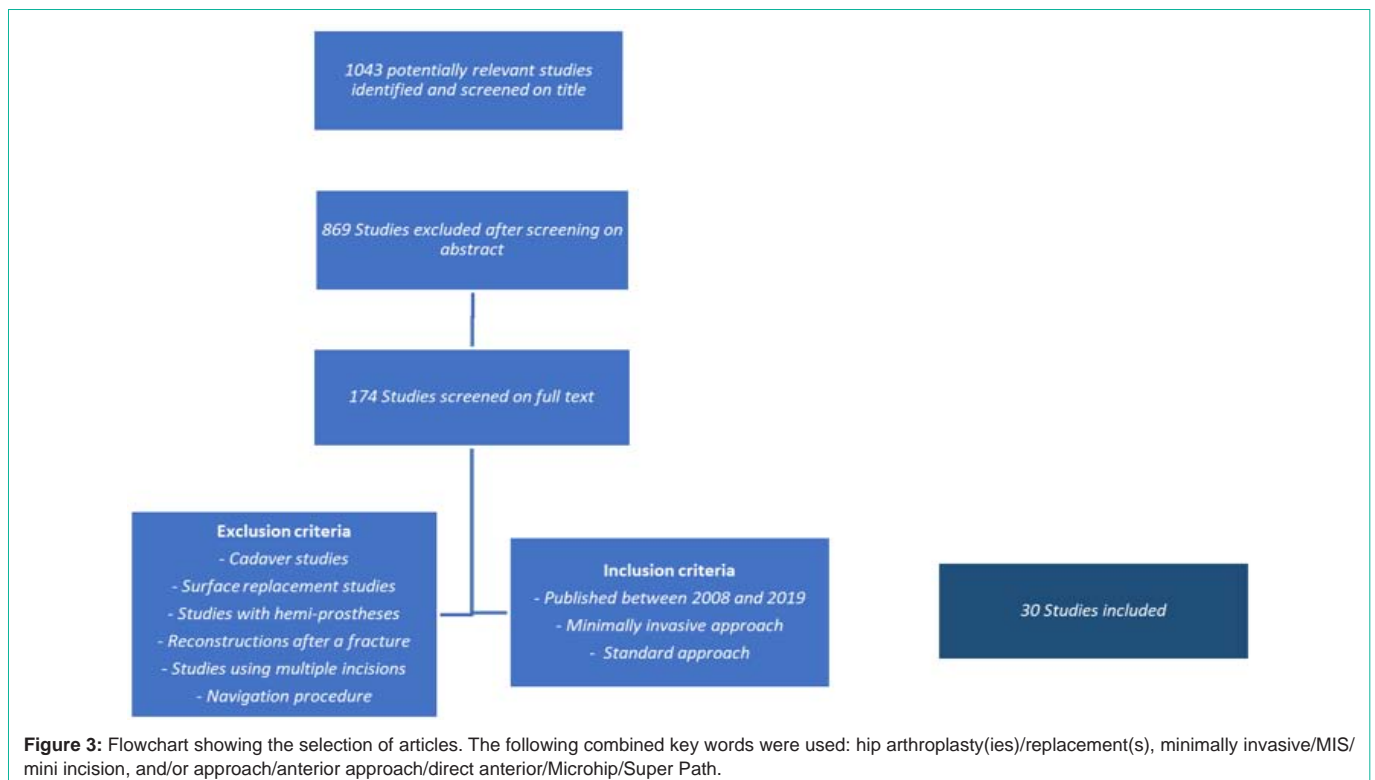 1043 potentially relevant studies
identified and screened on title
869 Studies excluded after screening on
abstract
174 Studies screened on full text
Exclusion criteria
- Cadaver studies
- Surface replacement studies
- Studies with hemi-prostheses
- Reconstructions after a fracture
- Studies using multiple incisions
- Navigation procedure
Inclusion criteria
- Published between 2008 and 2019
- Minimally invasive approach
- Standard approach
30 Studies included
Figure 3: Flowchart showing the selection of articles. The following combined key words were used: hip arthroplasty(ies)/replacement(s), minimally invasive/MIS/
mini incision, and/or approach/anterior approach/direct anterior/Microhip/Super Path.